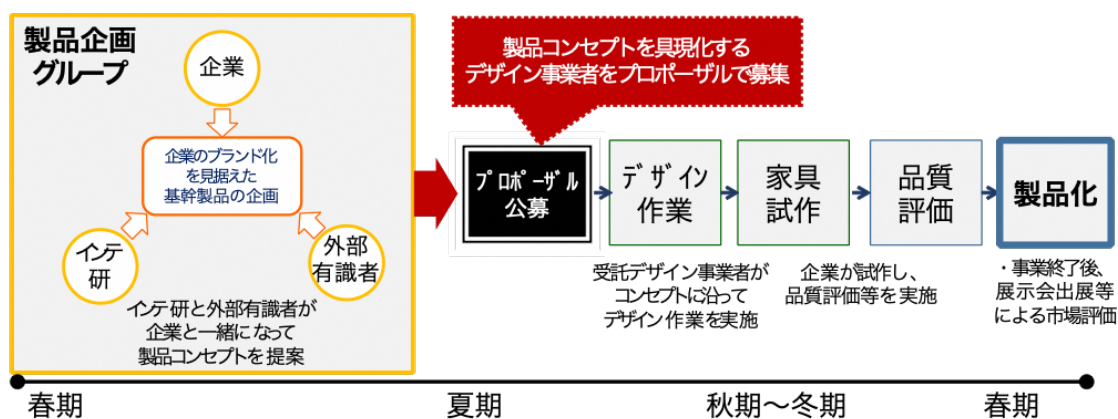 製品企画
グループ
企業
企業のブランド化
を見据えた
基幹製品の企画
インテ
研
外部
有識者
インテ研と外部有識者が
企業と一緒になって
製品コンセプトを提案
製品コンセプトを具現化する
デザイン事業者をプロポーザルで募集
プロポーザル
公募
デザイン
作業
家具
試作
品質
評価
製品化
受託デザイン事業者が
コンセプトに沿って
デザイン作業を実施
企業が試作し、
品質評価等を実施
・事業終了後、
展示会出展等
による市場評価
春期
夏期
秋期～冬期
春期